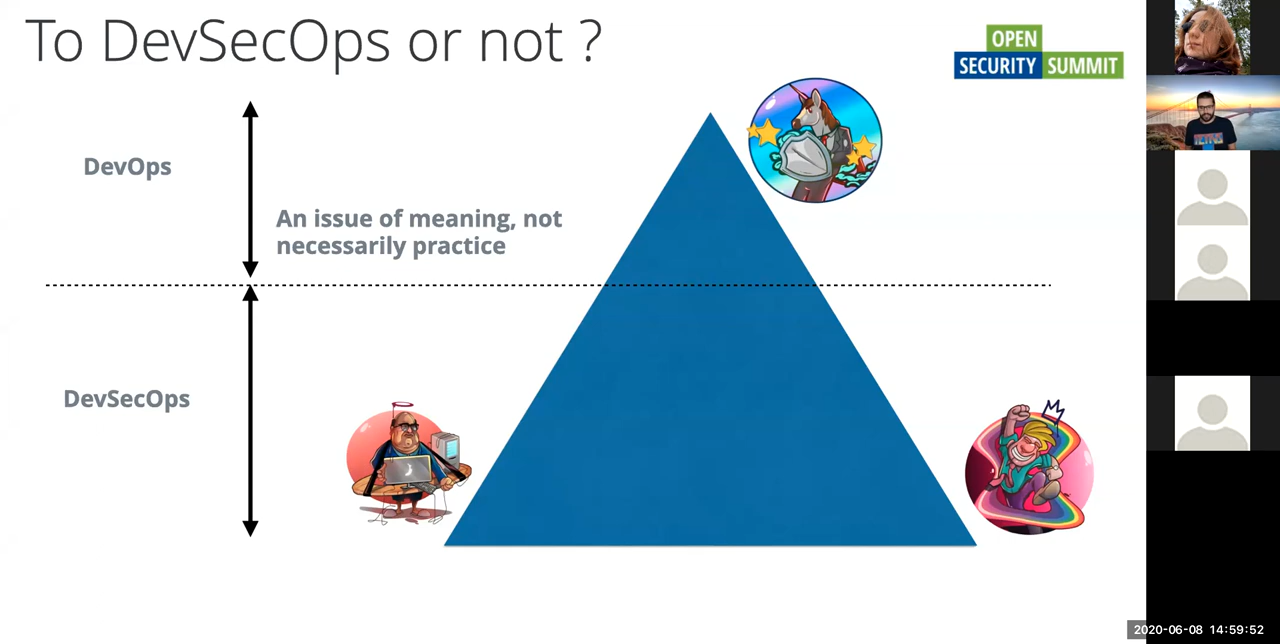 To DevSecOps or not ?
OPEN
SECURITY SUMMIT
DevOps
An issue of meaning, not
necessarily practice
DevSecOps
2020-06-08 14:59:52